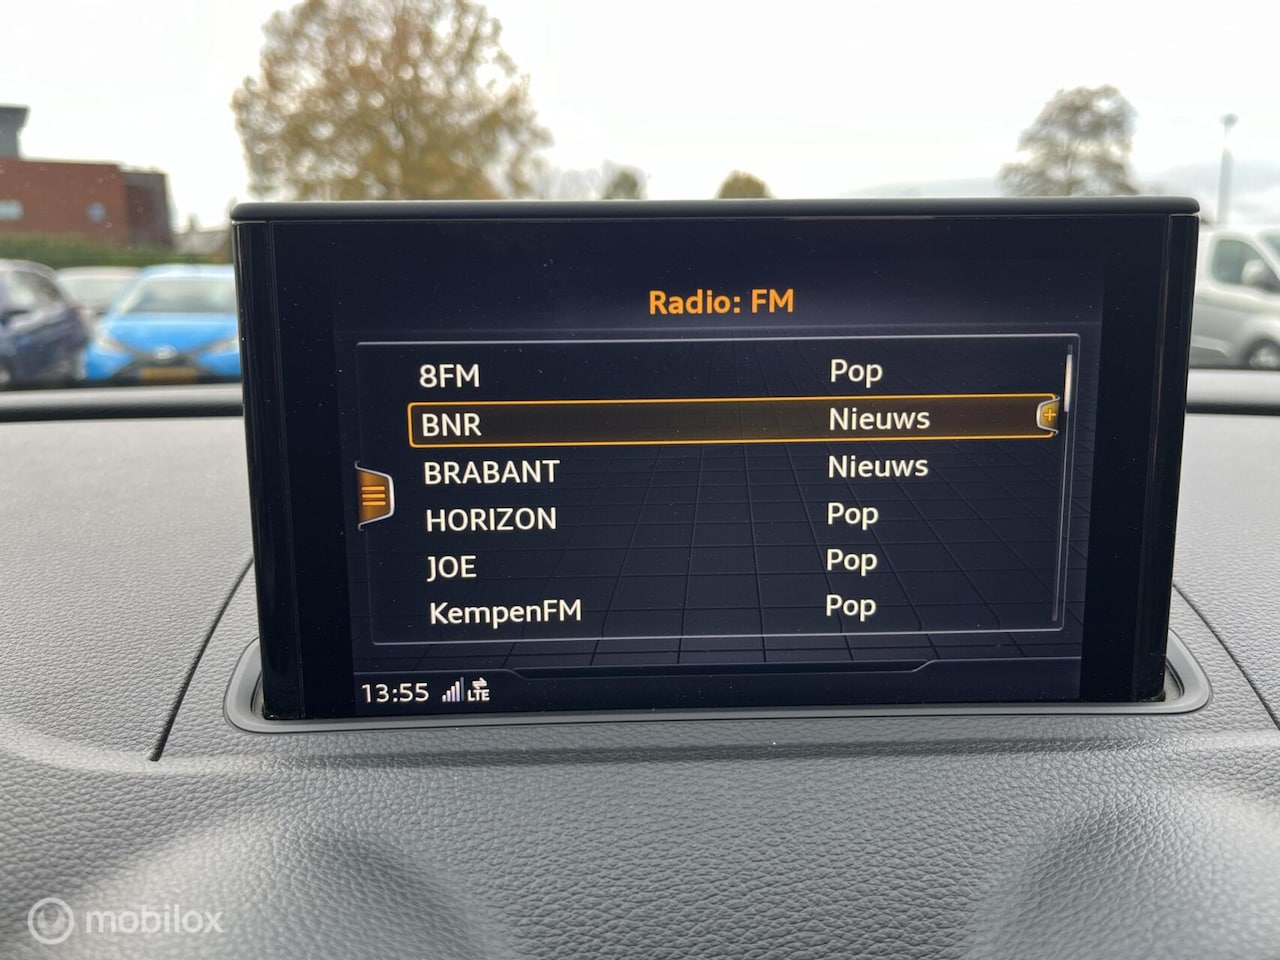 Radio: FM
8FM Pop
BNR Nieuws
BRABANT Nieuws
HORIZON Pop
JOE Pop
KempenFM Pop
13:55 LTE
mobilox